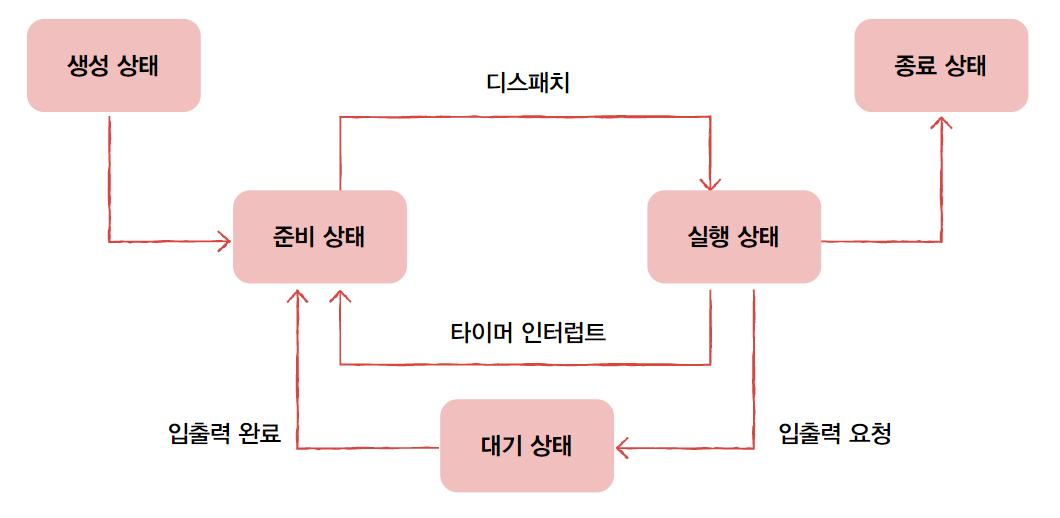 생성 상태
종료 상태
디스패치
준비 상태
실행 상태
타이머 인터럽트
입출력 완료
대기 상태
입출력 요청